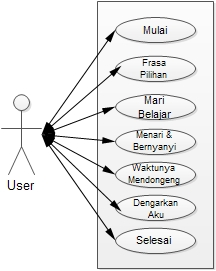 Mulai
Frasa
Pilihan
Mari
Belajar
Menari &
Bernyanyi
Waktunya
Mendongeng
Dengarkan
Aku
Selesai
User